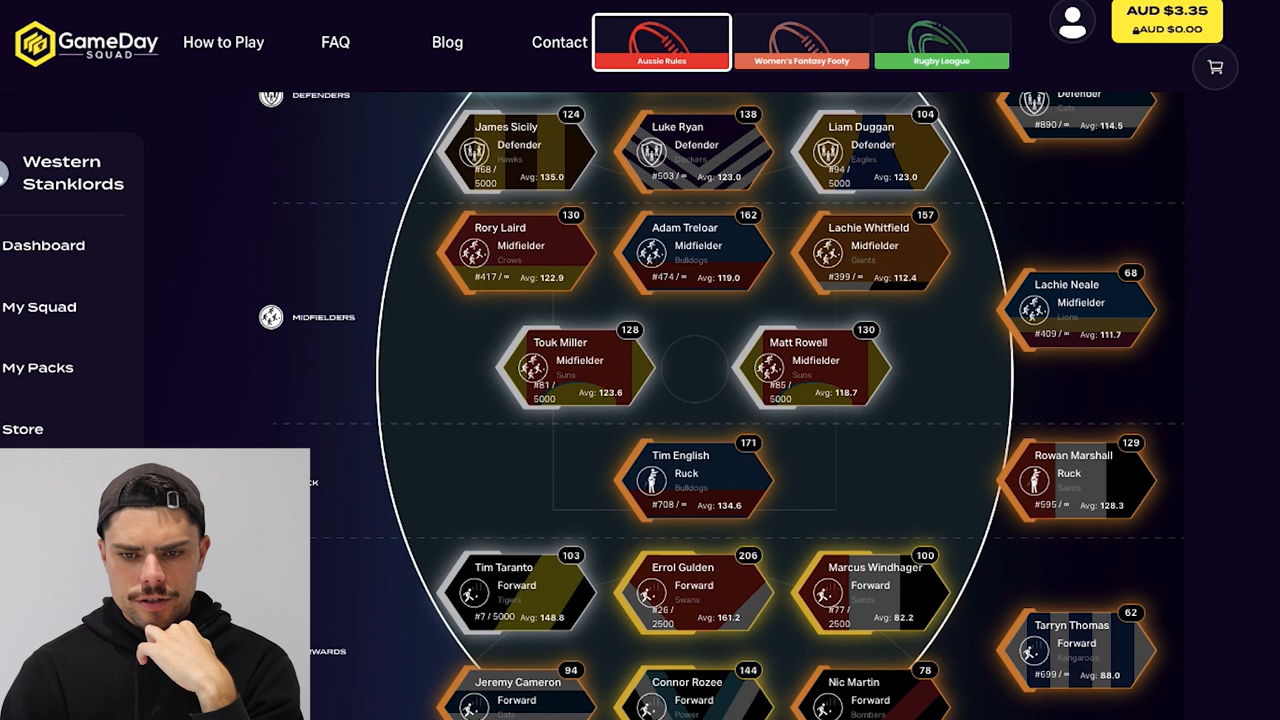 GameDay
SQUAD
How to Play
FAQ
Blog
Contact
Aussie Rules
Women's Fantasy Footy
Rugby League
AUD $3.35
AUD $0.00
Western
Stanklords
Dashboard
My Squad
My Packs
Store
DEFENDERS
Defender
Cats
#890 / ∞ Avg: 114.5
124
James Sicily
Defender
Hawks
#68 /
5000
Avg: 135.0
138
Luke Ryan
Defender
Dockers
#503 / ∞ Avg: 123.0
104
Liam Duggan
Defender
Eagles
#94 /
5000
Avg: 123.0
MIDFIELDERS
130
Rory Laird
Midfielder
Crows
#417 / ∞ Avg: 122.9
162
Adam Treloar
Midfielder
Bulldogs
#474 / ∞ Avg: 119.0
157
Lachie Whitfield
Midfielder
Giants
#399 / ∞ Avg: 112.4
68
Lachie Neale
Midfielder
Lions
#409 / ∞ Avg: 111.7
128
Touk Miller
Midfielder
Suns
#81 /
5000
Avg: 123.6
130
Matt Rowell
Midfielder
Suns
#85 /
5000
Avg: 118.7
CK
171
Tim English
Ruck
Bulldogs
#708 / ∞ Avg: 134.6
129
Rowan Marshall
Ruck
Saints
#595 / ∞ Avg: 128.3
WARDS
103
Tim Taranto
Forward
Tigers
#7 / 5000 Avg: 148.8
206
Errol Gulden
Forward
Swans
#26 /
2500
Avg: 161.2
100
Marcus Windhager
Forward
Saints
#77 /
2500
Avg: 82.2
62
Tarryn Thomas
Forward
Kangaroos
#699 / ∞ Avg: 88.0
94
Jeremy Cameron
Forward
Cats
144
Connor Rozee
Forward
Power
78
Nic Martin
Forward
Bombers